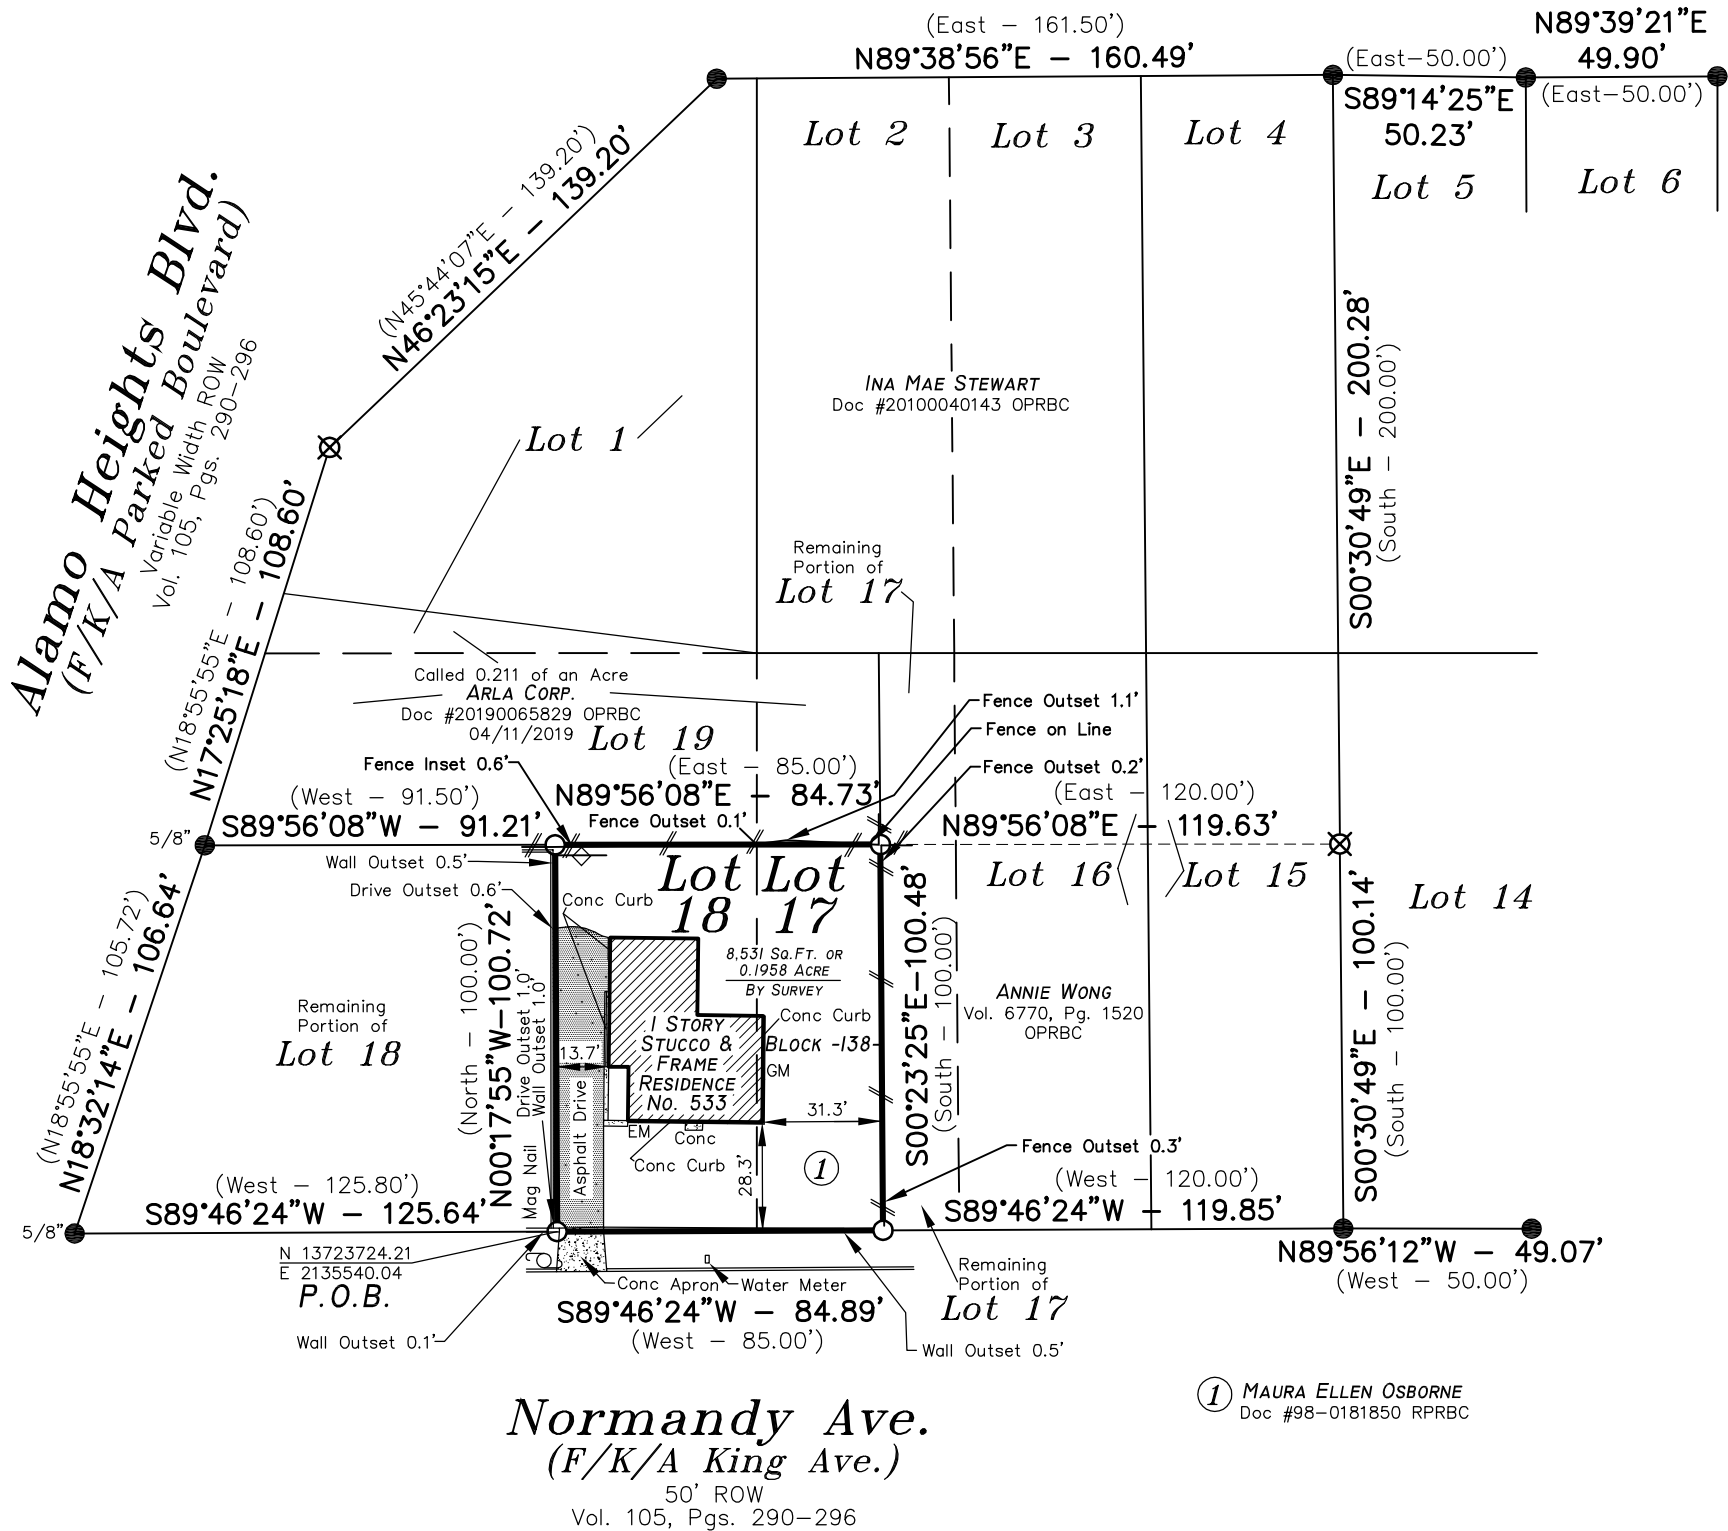 (East - 161.50')
N89°38'56"E - 160.49'
(East-50.00')
S89°14'25"E
50.23'
N89°39'21"E
49.90'
(East-50.00')
Lot 2
Lot 3
Lot 4
Lot 5
Lot 6
(N45°44'07"E - 139.20')
N46°23'15"E - 139.20'
Alamo Heights Blvd.
(F/K/A Parked Boulevard)
Variable Width ROW
Vol. 105, Pgs. 290-296
INA MAE STEWART
Doc #20100040143 OPRBC
Lot 1
S00°30'49"E - 200.28'
(South - 200.00')
(N18°55'55"E - 108.60')
N17°25'18"E - 108.60'
Remaining
Portion of
Lot 17
Called 0.211 of an Acre
ARLA CORP.
Doc #20190065829 OPRBC
04/11/2019
Lot 19
Fence Outset 1.1'
Fence on Line
Fence Outset 0.2'
Fence Inset 0.6'
(East - 85.00')
N89°56'08"E - 84.73'
Fence Outset 0.1'
(West - 91.50')
S89°56'08"W - 91.21'
5/8"
(East - 120.00')
N89°56'08"E - 119.63'
Wall Outset 0.5'
Drive Outset 0.6'
Conc Curb
Lot
18
Lot
17
8,531 SQ.FT. OR
0.1958 ACRE
BY SURVEY
Lot 16
Lot 15
Lot 14
(N18°55'55"E - 105.72')
N18°32'14"E - 106.64'
Remaining
Portion of
Lot 18
(North - 100.00')
N00°17'55"W-100.72'
Drive Outset 1.0'
Wall Outset 1.0'
Mag Nail
13.7'
Asphalt Drive
1 STORY
STUCCO &
FRAME
RESIDENCE
NO. 533
Conc Curb
BLOCK -138-
GM
31.3'
28.3'
EM
Conc
Conc Curb
1
S00°23'25"E-100.48'
(South - 100.00')
ANNIE WONG
Vol. 6770, Pg. 1520
OPRBC
S00°30'49"E - 100.14'
(South - 100.00')
Fence Outset 0.3'
(West - 125.80')
S89°46'24"W - 125.64'
5/8"
(West - 120.00')
S89°46'24"W - 119.85'
N89°56'12"W - 49.07'
(West - 50.00')
N 13723724.21
E 2135540.04
P.O.B.
Conc Apron
Water Meter
S89°46'24"W - 84.89'
(West - 85.00')
Wall Outset 0.1'
Wall Outset 0.5'
Remaining
Portion of
Lot 17
Normandy Ave.
(F/K/A King Ave.)
50' ROW
Vol. 105, Pgs. 290-296
1 MAURA ELLEN OSBORNE
Doc #98-0181850 RPRBC